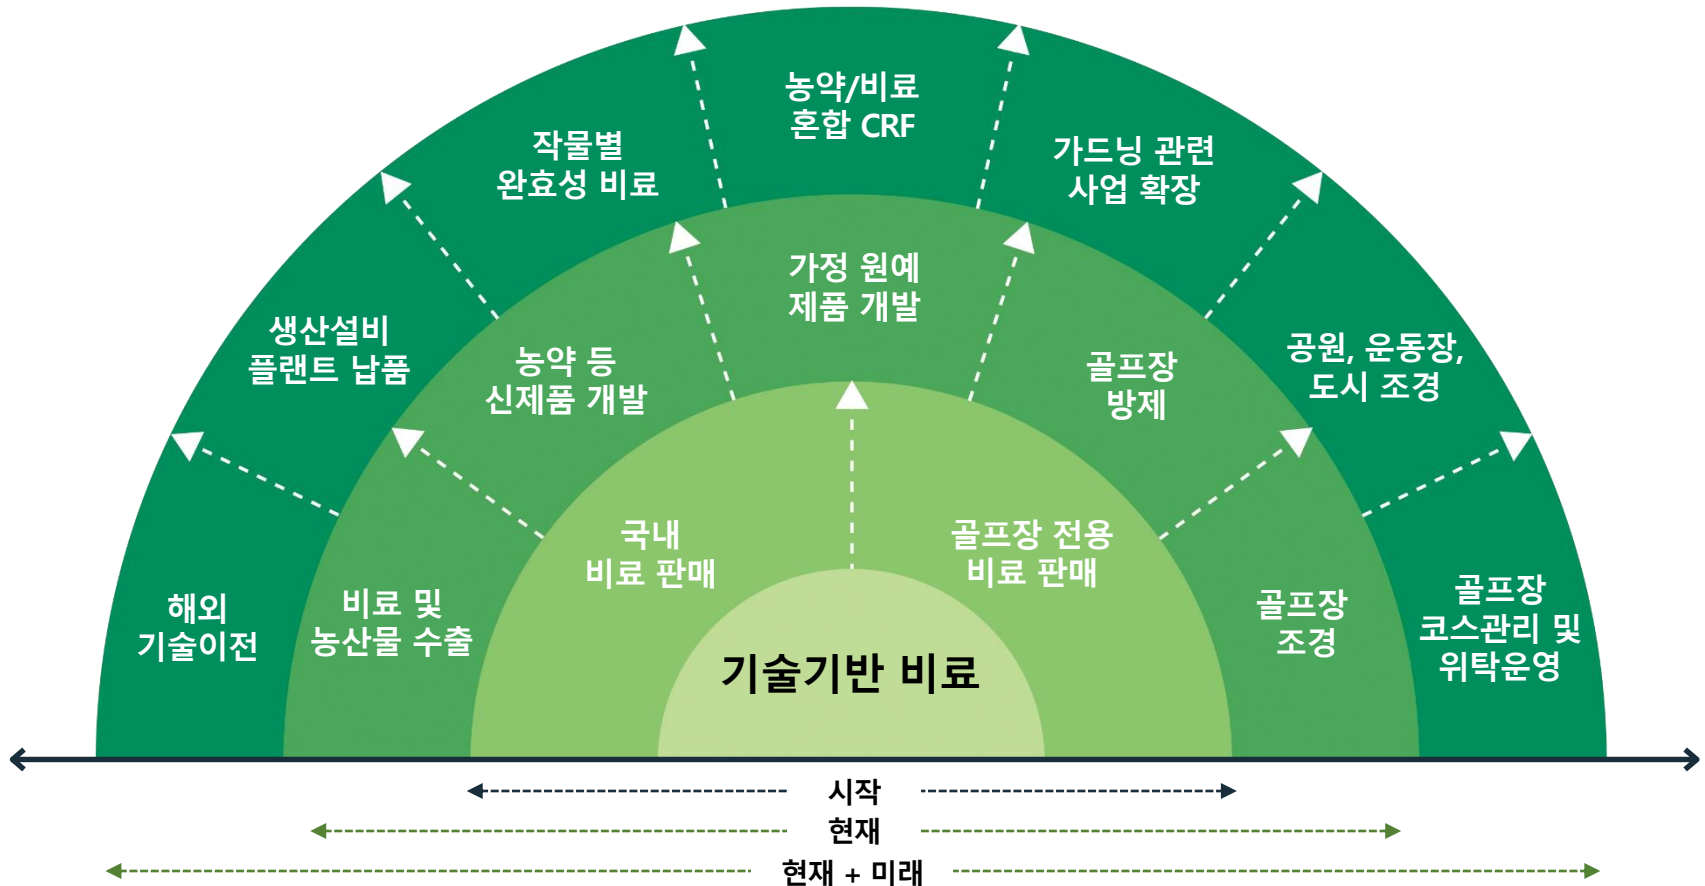 농약/비료
혼합 CRF
작물별
완효성 비료
가드닝 관련
사업 확장
생산설비
플랜트 납품
공원, 운동장,
도시 조경
해외
기술이전
골프장
코스관리 및
위탁운영
가정 원예
제품 개발
농약 등
신제품 개발
골프장
방제
비료 및
농산물 수출
골프장
조경
국내
비료 판매
골프장 전용
비료 판매
기술기반 비료
시작
현재
현재 + 미래